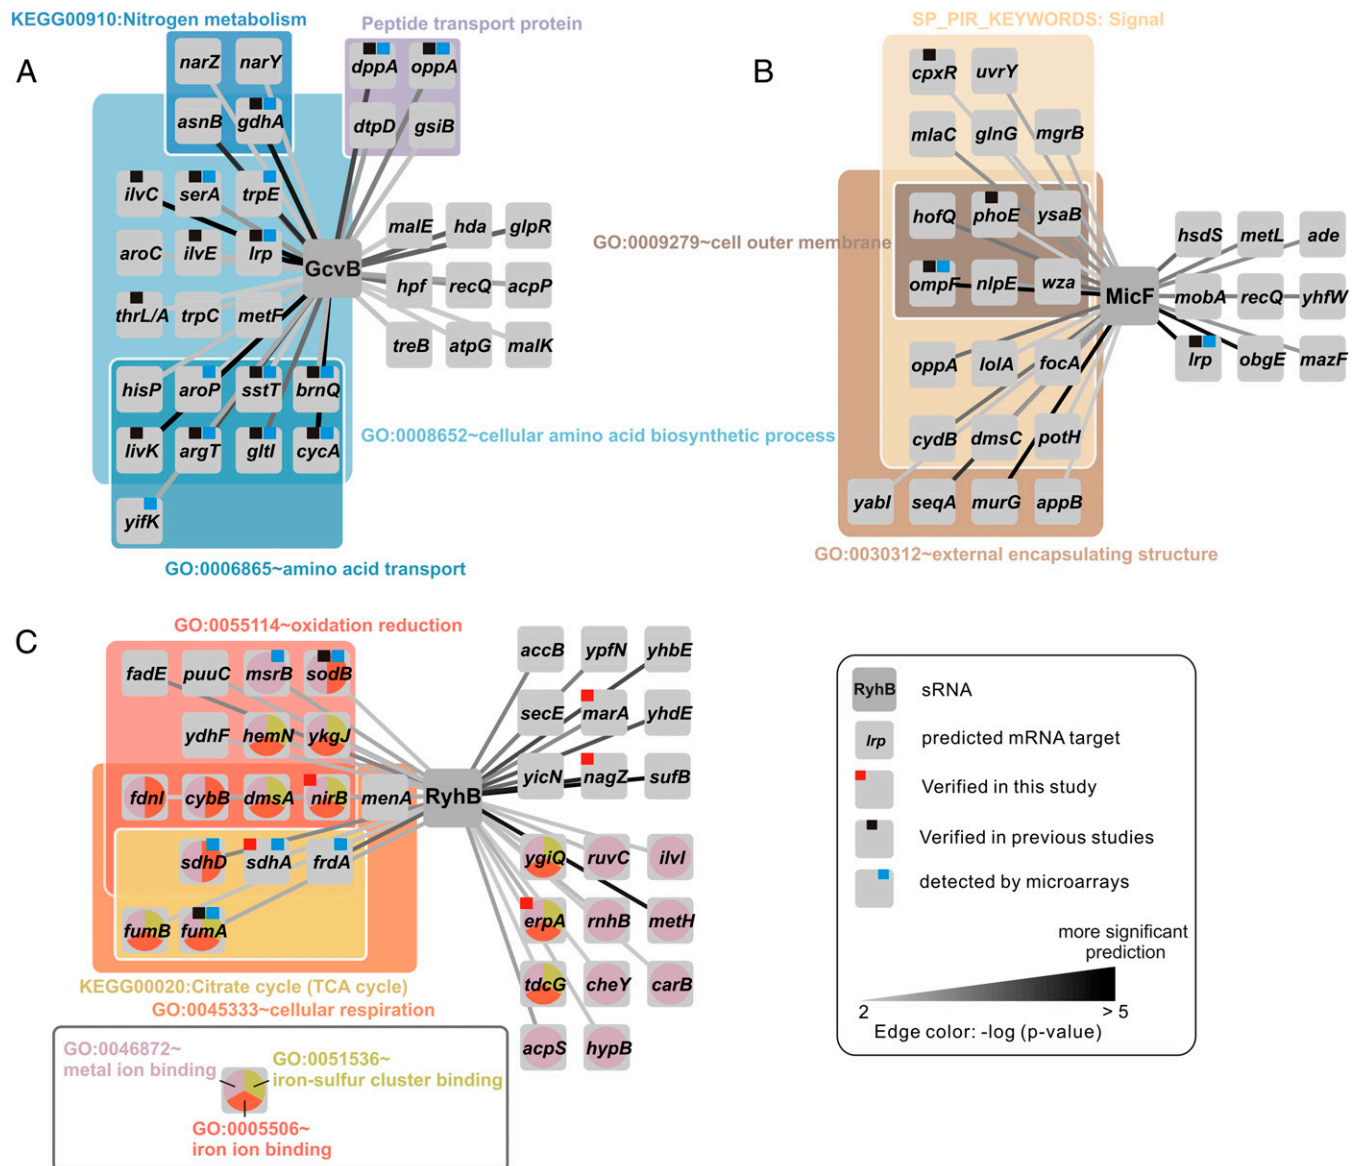 KEGG00910:Nitrogen metabolism
Peptide transport protein
A
narZ narY
dppA oppA
asnB gdhA
dtpD gsiB
ilvC serA trpE
aroC ilvE lrp
GcvB
malE hda glpR
hpf recQ acpP
thrL/A trpC metF
treB atpG malK
hisP aroP sstT brnQ
livK argT gltI cycA
GO:0008652~cellular amino acid biosynthetic process
yifK
GO:0006865~amino acid transport
SP_PIR_KEYWORDS: Signal
B
cpxR uvrY
mlaC glnG mgrB
hofQ phoE ysaB
GO:0009279~cell outer membrane
ompF nlpE wza
MicF
hsdS metL ade
mobA recQ yhfW
lrp obgE mazF
oppA lolA focA
cydB dmsC potH
yabI seqA murG appB
GO:0030312~external encapsulating structure
C
GO:0055114~oxidation reduction
fadE puuC msrB sodB
ydhF hemN ykgJ
fdnI cybB dmsA nirB menA
RyhB
sdhD sdhA frdA
fumB fumA
KEGG00020:Citrate cycle (TCA cycle)
GO:0045333~cellular respiration
accB ypfN yhbE
secE marA yhdE
yicN nagZ sufB
ygiQ ruvC ilvI
erpA rnhB metH
tdcG cheY carB
acpS hypB
GO:0046872~
metal ion binding
GO:0051536~
iron-sulfur cluster binding
GO:0005506~
iron ion binding
RyhB sRNA
lrp predicted mRNA target
Verified in this study
Verified in previous studies
detected by microarrays
more significant
prediction
2 > 5
Edge color: -log (p-value)